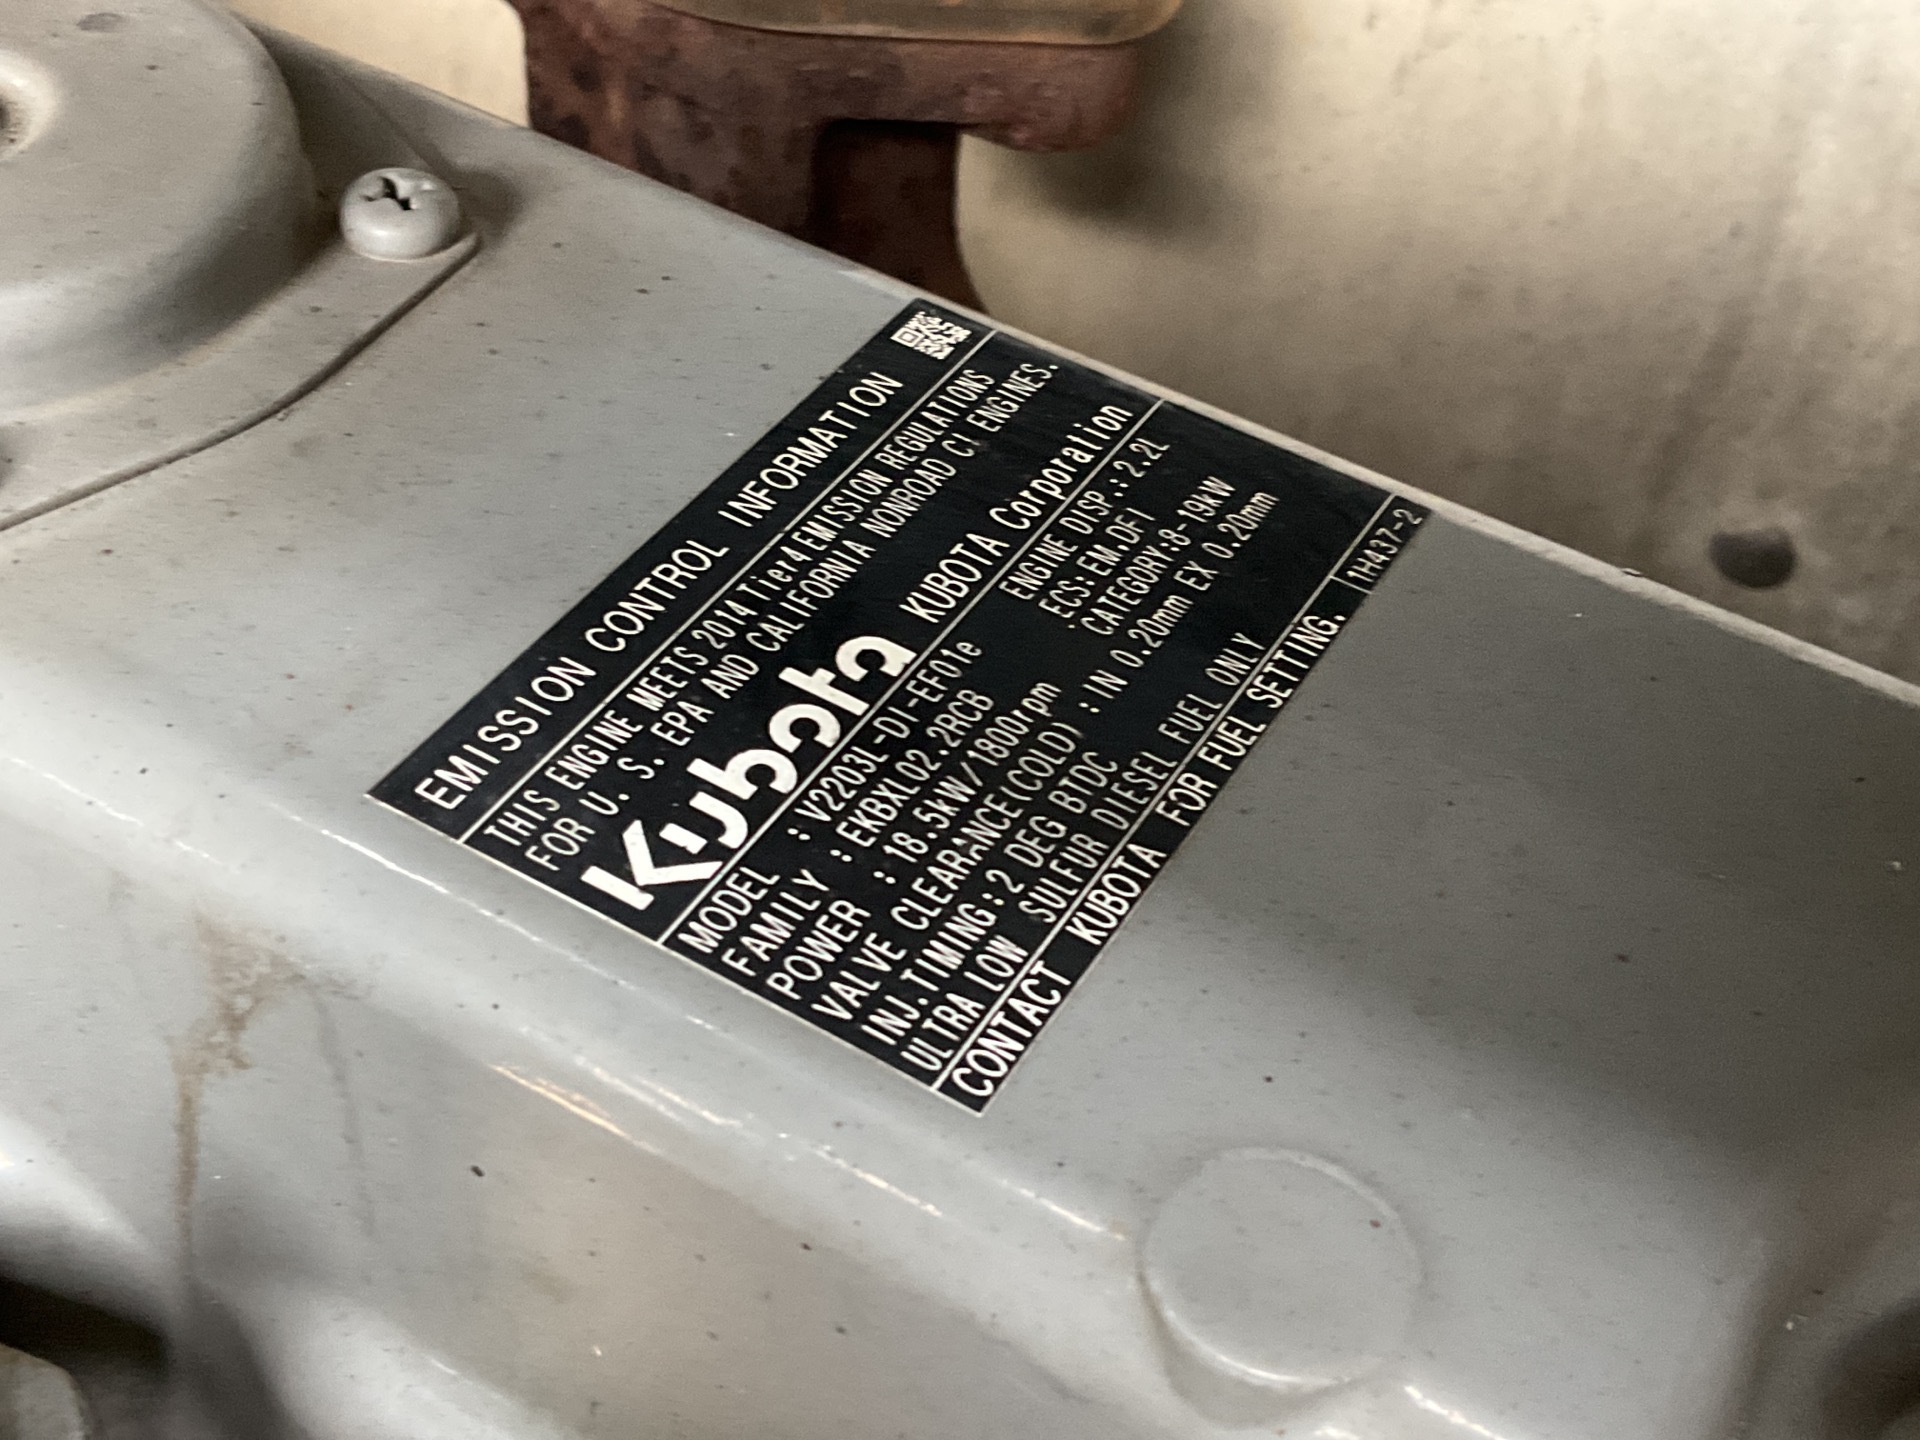 EMISSION CONTROL INFORMATION
THIS ENGINE MEETS 2014 Tier4 EMISSION REGULATIONS
FOR U. S. EPA AND CALIFORNIA NONROAD CI ENGINES.
Kubota KUBOTA Corporation
MODEL : V2203L-DI-EF01e ENGINE DISP.: 2.2L
FAMILY : EKBXL02.2RCB ECS: EM.DFI
POWER : 18.5kW/1800rpm CATEGORY:8-19kW
VALVE CLEARANCE(COLD) : IN 0.20mm EX 0.20mm
INJ.TIMING: 2 DEG BTDC
ULTRA LOW SULFUR DIESEL FUEL ONLY
CONTACT KUBOTA FOR FUEL SETTING. 1H437-2